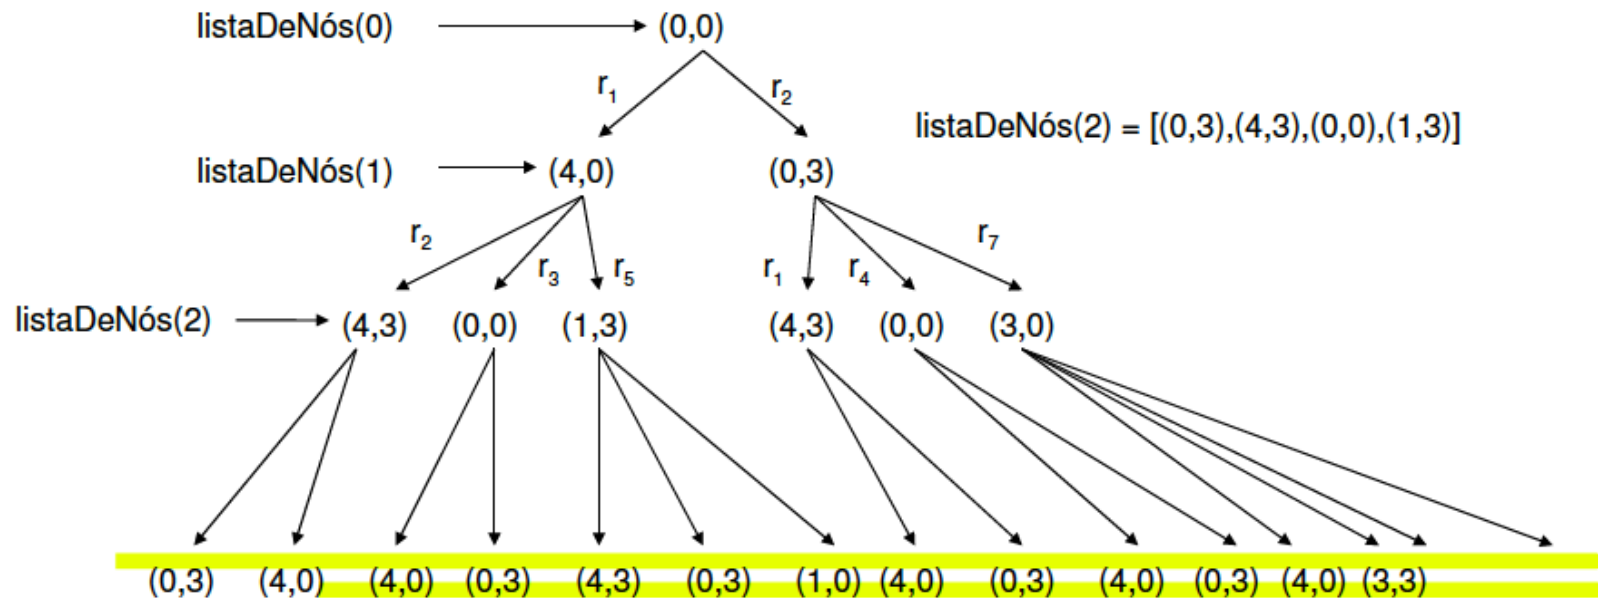 listaDeNós(0) (0,0)
r1 r2
listaDeNós(2) = [(0,3),(4,3),(0,0),(1,3)]
listaDeNós(1) (4,0) (0,3)
r2 r3 r5 r1 r4 r7
listaDeNós(2) (4,3) (0,0) (1,3) (4,3) (0,0) (3,0)
(0,3) (4,0) (4,0) (0,3) (4,3) (0,3) (1,0) (4,0) (0,3) (4,0) (0,3) (4,0) (3,3)